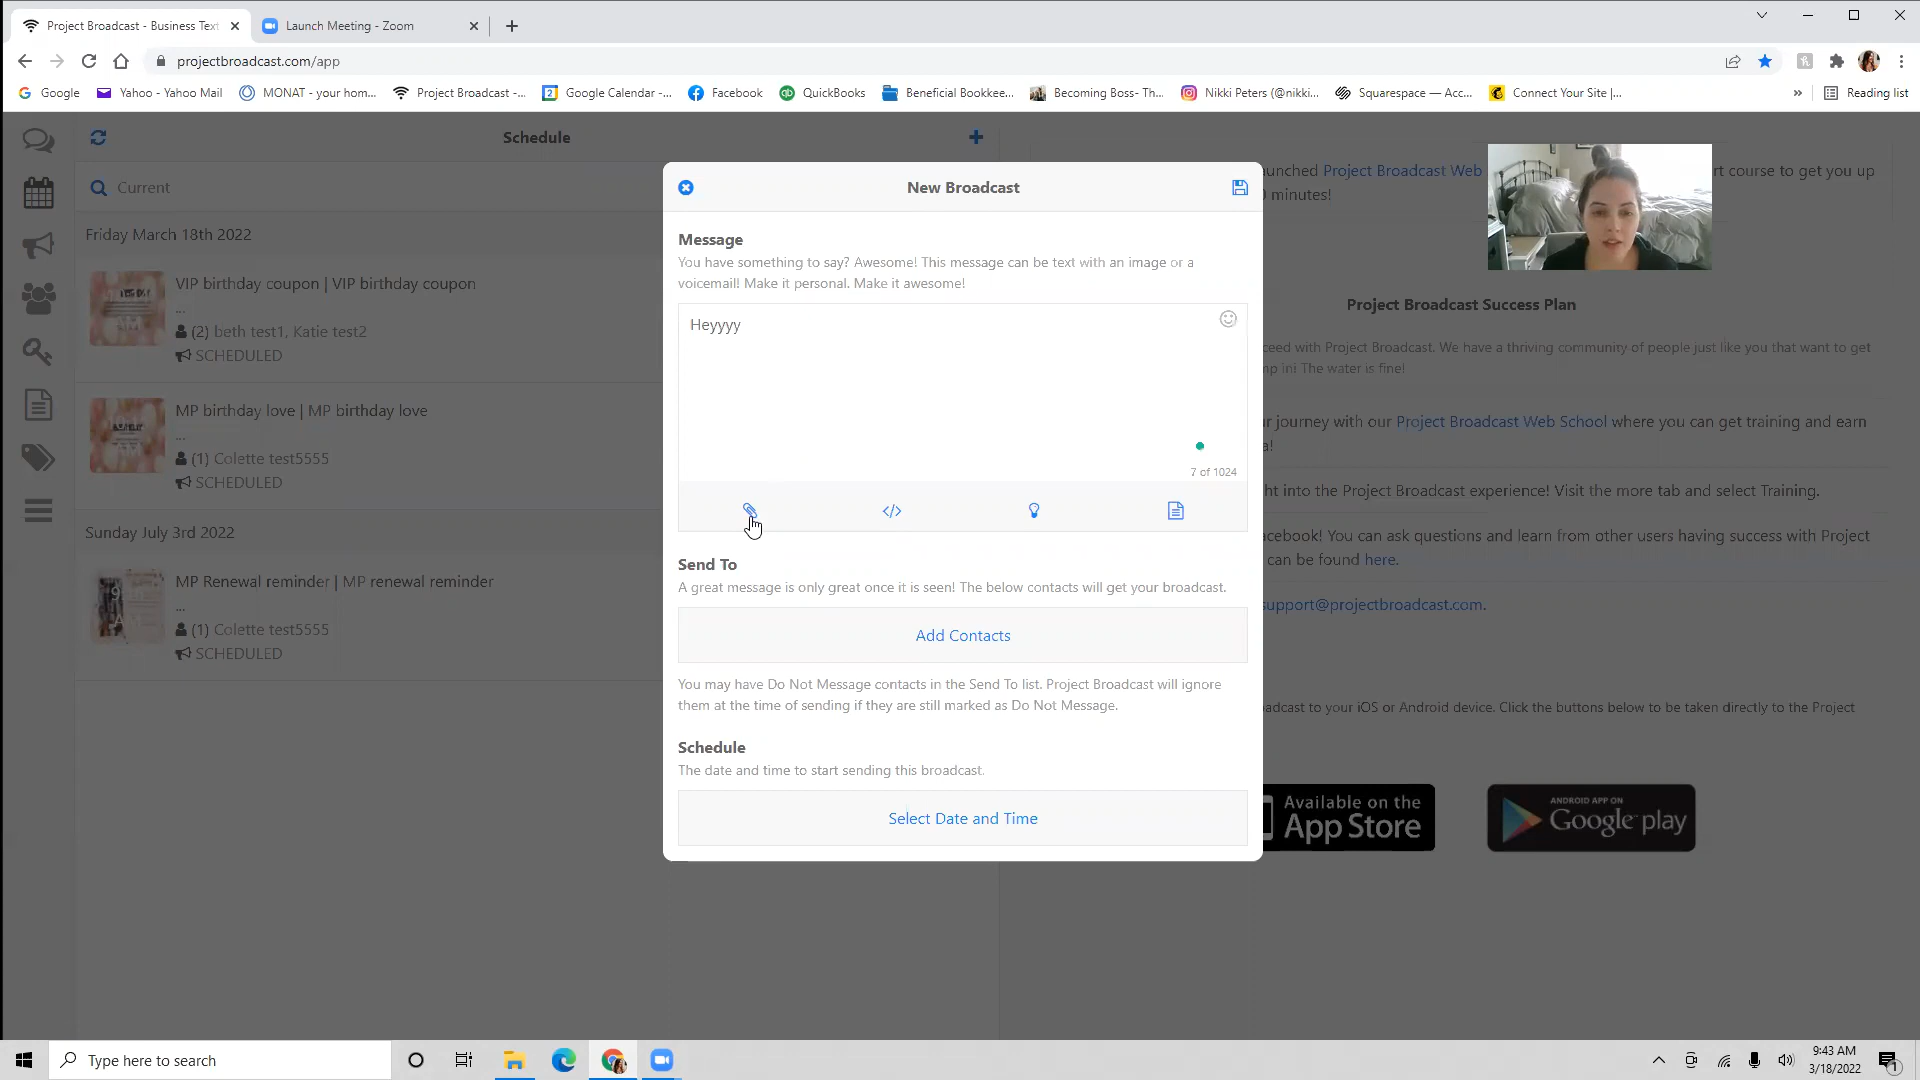 Project Broadcast - Business Text
Launch Meeting - Zoom
projectbroadcast.com/app
Google
Yahoo - Yahoo Mail
MONAT - your hom...
Project Broadcast -...
Google Calendar -...
Facebook
QuickBooks
Beneficial Bookkee...
Becoming Boss- Th...
Nikki Peters (@nikki...
Squarespace — Acc...
Connect Your Site |...
»
Reading list
Schedule
Current
Friday March 18th 2022
VIP birthday coupon | VIP birthday coupon
...
(2) beth test1, Katie test2
SCHEDULED
MP birthday love | MP birthday love
...
(1) Colette test5555
SCHEDULED
Sunday July 3rd 2022
MP Renewal reminder | MP renewal reminder
...
(1) Colette test5555
SCHEDULED
New Broadcast
Message
You have something to say? Awesome! This message can be text with an image or a
voicemail! Make it personal. Make it awesome!
Heyyyy
7 of 1024
</>
Send To
A great message is only great once it is seen! The below contacts will get your broadcast.
Add Contacts
You may have Do Not Message contacts in the Send To list. Project Broadcast will ignore
them at the time of sending if they are still marked as Do Not Message.
Schedule
The date and time to start sending this broadcast.
Select Date and Time
aunched Project Broadcast Web
rt course to get you up
0 minutes!
Project Broadcast Success Plan
ceed with Project Broadcast. We have a thriving community of people just like you that want to get
mp in! The water is fine!
ur journey with our Project Broadcast Web School where you can get training and earn
a!
ht into the Project Broadcast experience! Visit the more tab and select Training.
acebook! You can ask questions and learn from other users having success with Project
can be found here.
support@projectbroadcast.com.
oadcast to your iOS or Android device. Click the buttons below to be taken directly to the Project
Available on the
App Store
ANDROID APP ON
Google play
Type here to search
9:43 AM
3/18/2022
1